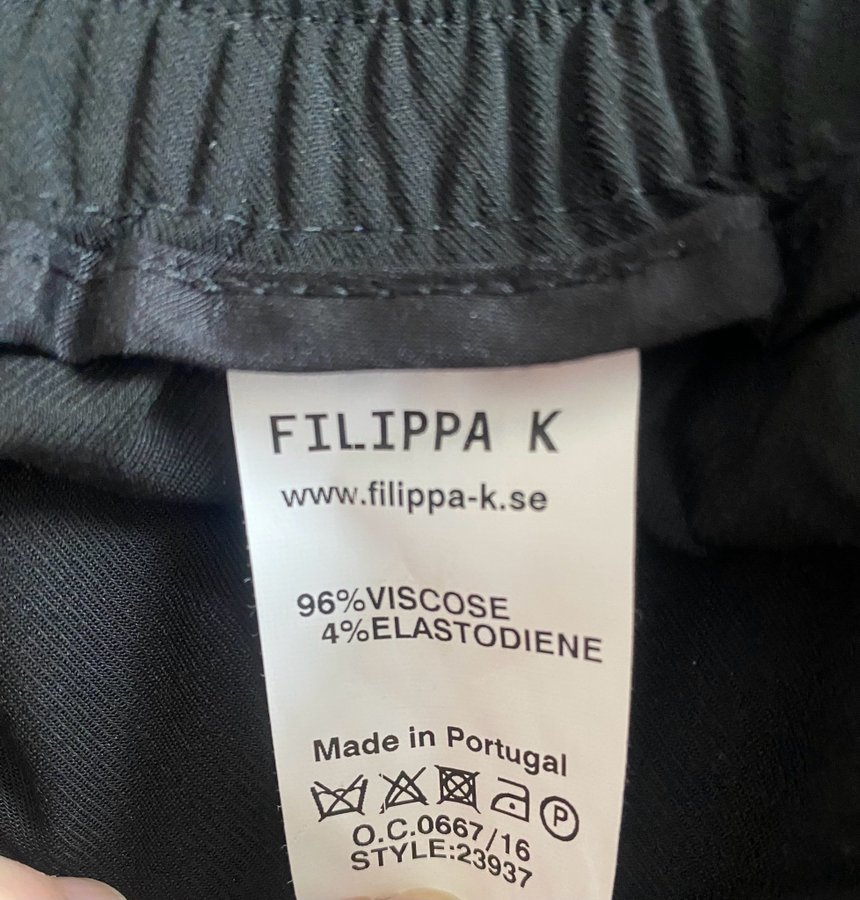 FILIPPA K
www.filippa-k.se
96%VISCOSE
4%ELASTODIENE
Made in Portugal
P
O.C.0667/16
STYLE:23937